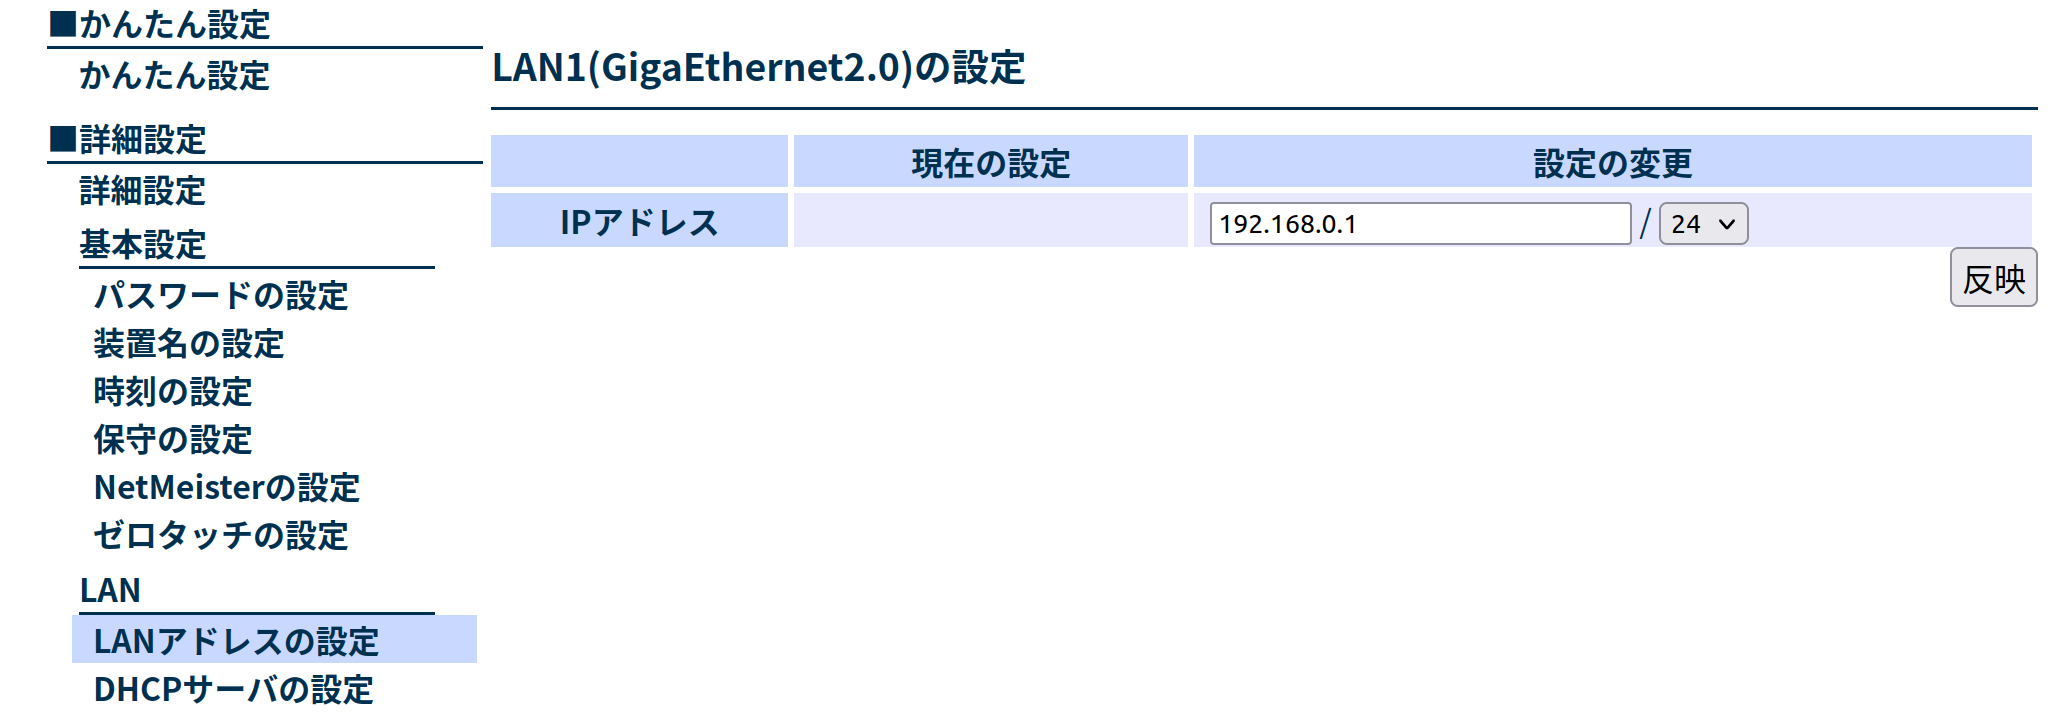 ■かんたん設定
かんたん設定
■詳細設定
詳細設定
基本設定
パスワードの設定
装置名の設定
時刻の設定
保守の設定
NetMeisterの設定
ゼロタッチの設定
LAN
LANアドレスの設定
DHCPサーバの設定
LAN1(GigaEthernet2.0)の設定
現在の設定 設定の変更
IPアドレス 192.168.0.1 / 24
反映